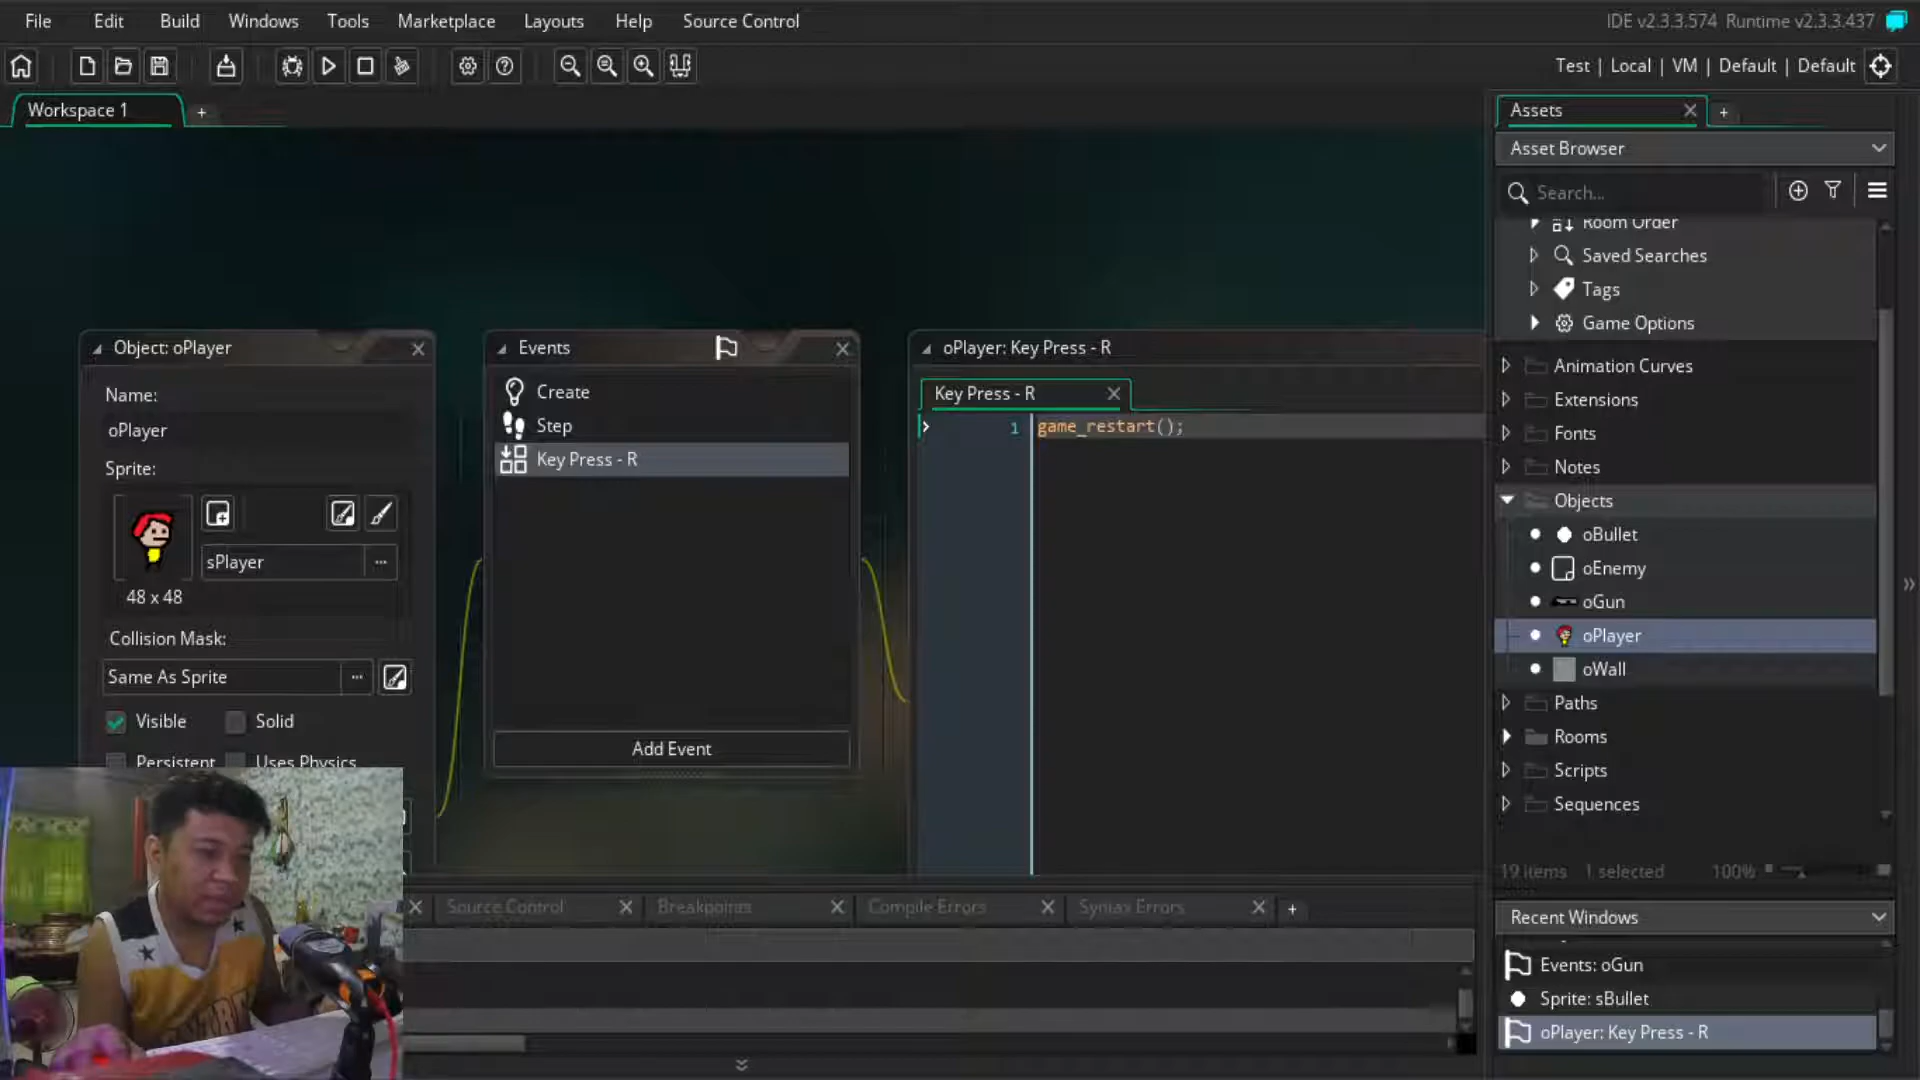 File Edit Build Windows Tools Marketplace Layouts Help Source Control
IDE v2.3.3.574 Runtime v2.3.3.437
Test | Local | VM | Default | Default
Workspace 1 +
Assets
Asset Browser
Search...
Room Order
Saved Searches
Tags
Game Options
Animation Curves
Extensions
Fonts
Notes
Objects
oBullet
oEnemy
oGun
oPlayer
oWall
Paths
Rooms
Scripts
Sequences
19 items 1 selected 100%
Recent Windows
Events: oGun
Sprite: sBullet
oPlayer: Key Press - R
Object: oPlayer
Name:
oPlayer
Sprite:
sPlayer
48 x 48
Collision Mask:
Same As Sprite
Visible Solid
Persistent Uses Physics
Events
Create
Step
Key Press - R
Add Event
oPlayer: Key Press - R
Key Press - R
1 game_restart();
Source Control Breakpoints Compile Errors Syntax Errors +